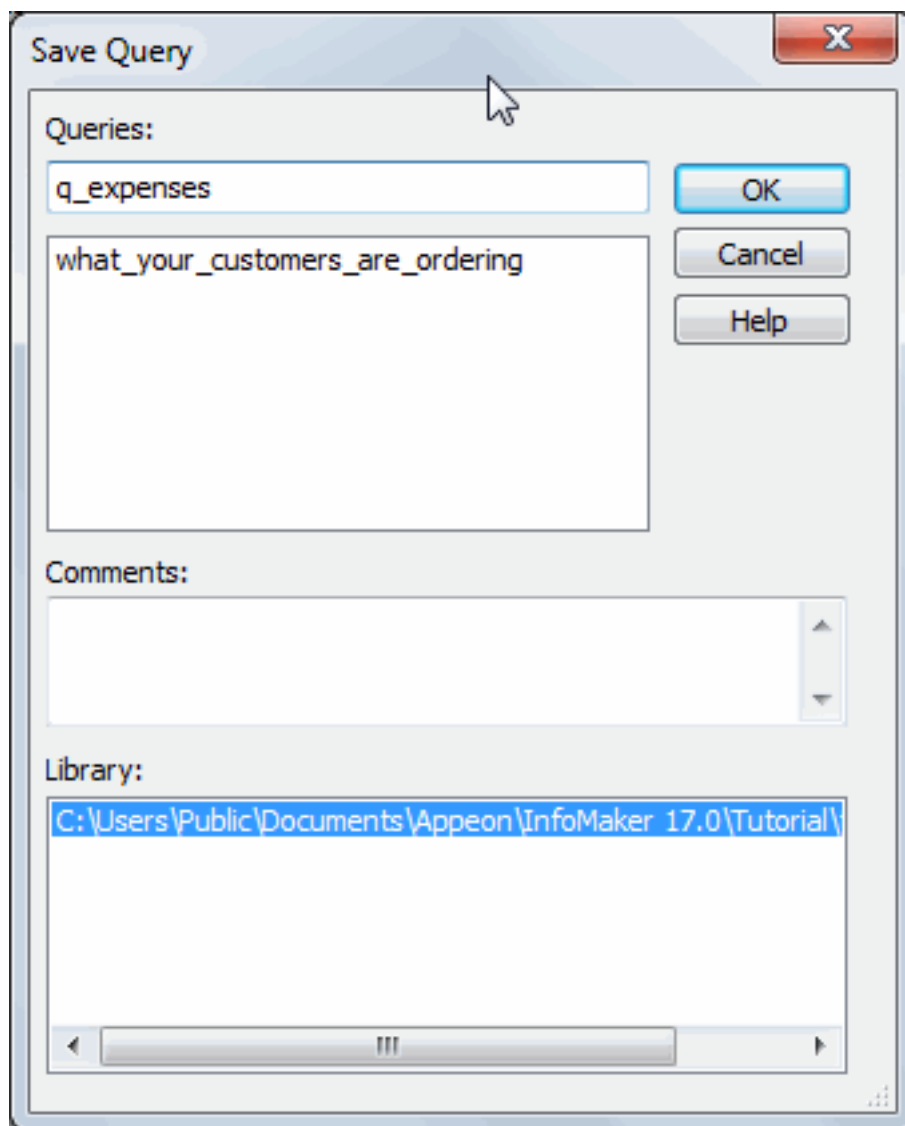 Save Query
Queries:
q_expenses
OK
what_your_customers_are_ordering
Cancel
Help
Comments:
Library:
C:\Users\Public\Documents\Appeon\InfoMaker 17.0\Tutorial\